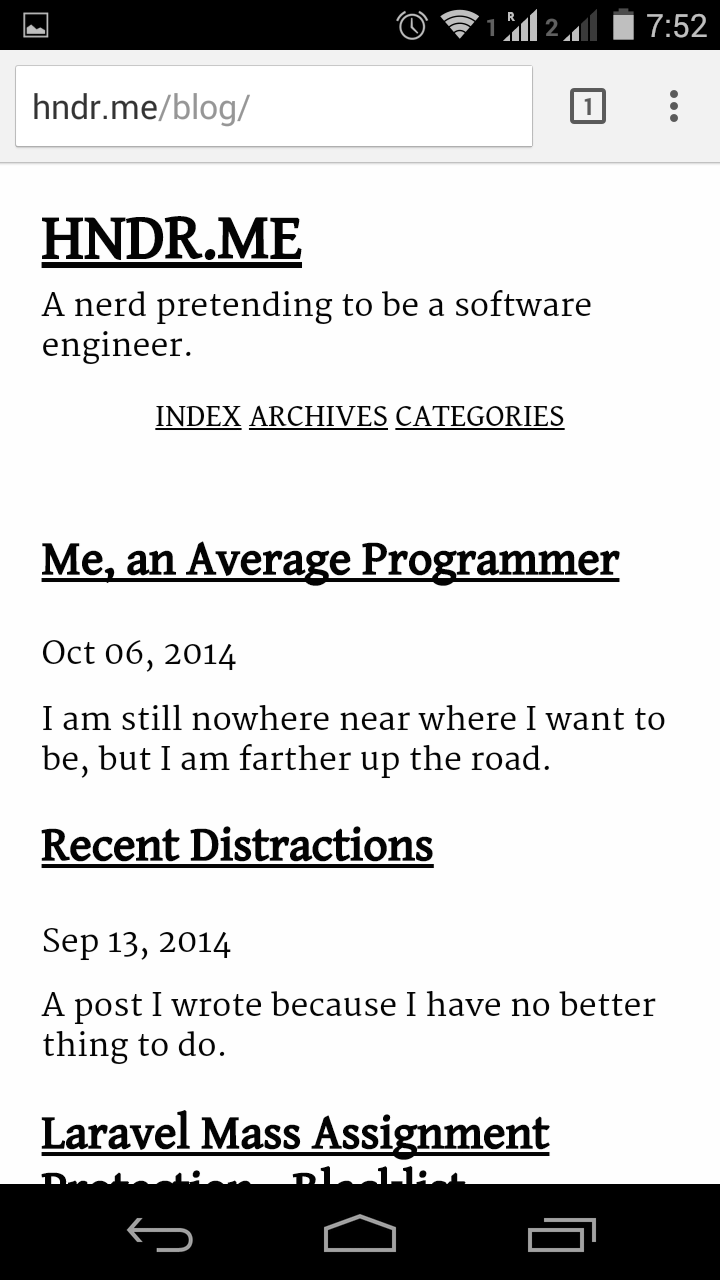 1 R 2 7:52
hndr.me/blog/ 1
HNDR.ME
A nerd pretending to be a software
engineer.
INDEX ARCHIVES CATEGORIES
Me, an Average Programmer
Oct 06, 2014
I am still nowhere near where I want to
be, but I am farther up the road.
Recent Distractions
Sep 13, 2014
A post I wrote because I have no better
thing to do.
Laravel Mass Assignment
Protection - Blacklist